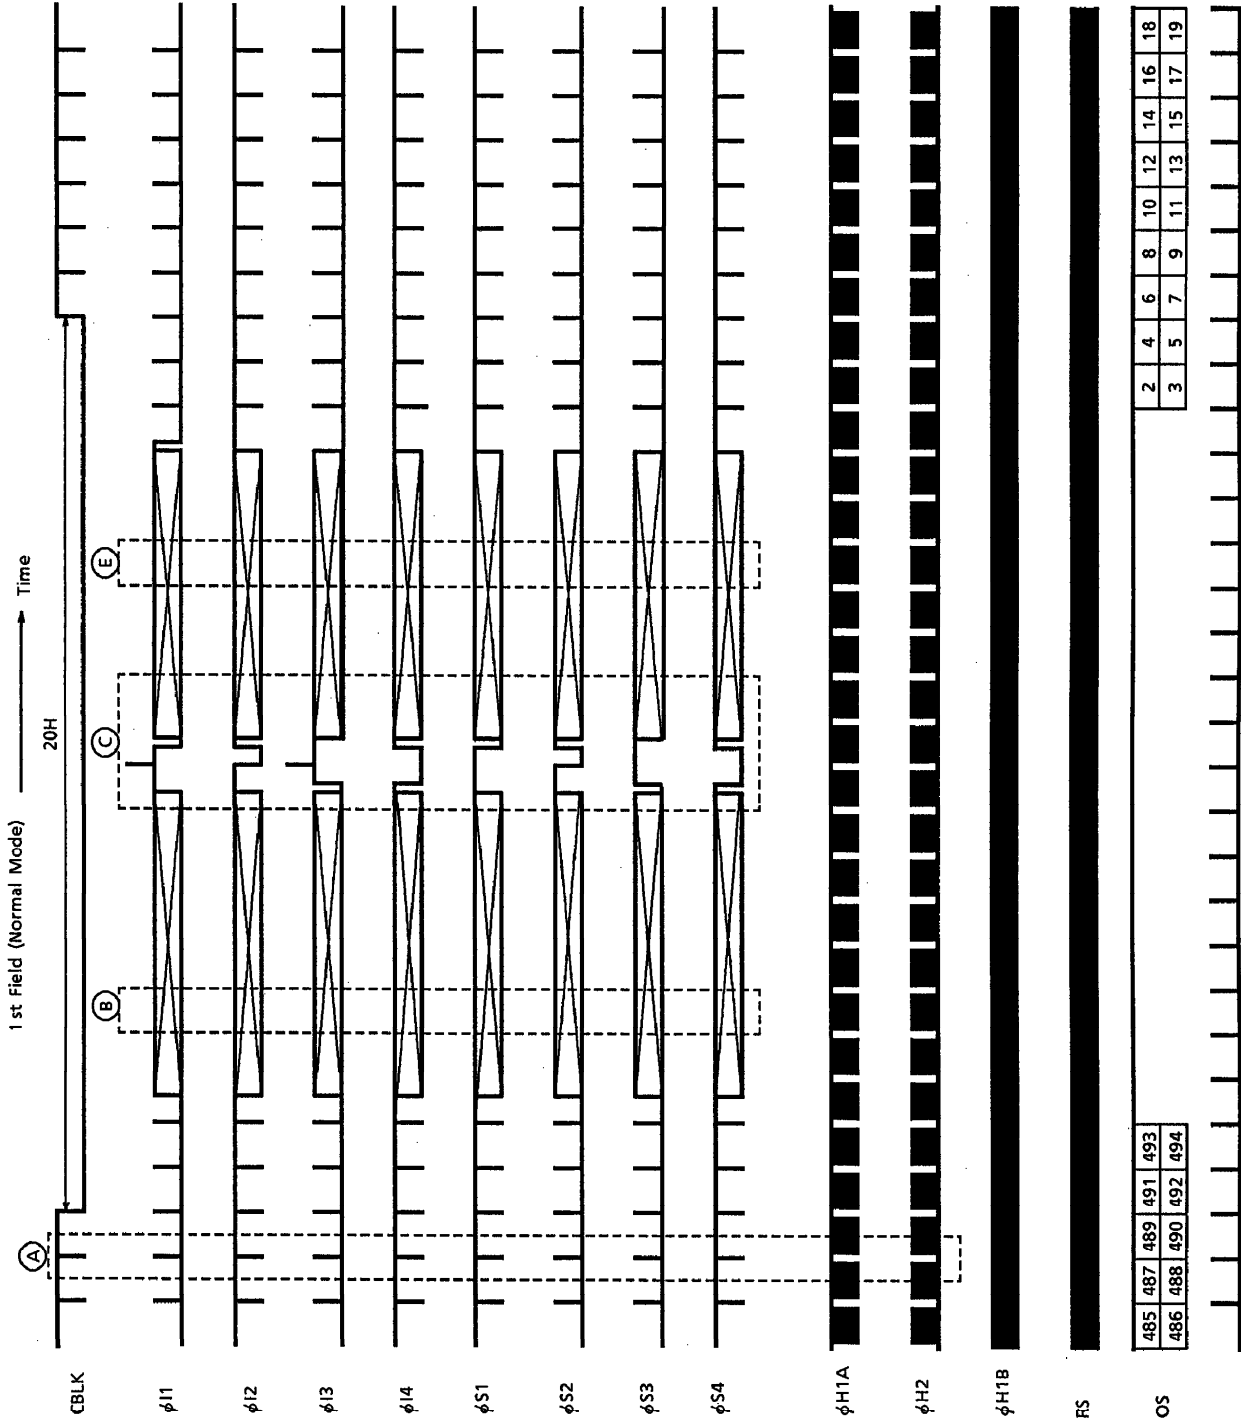 1 st Field (Normal Mode) Time
A
20H
CBLK
B C E
φI1
φI2
φI3
φI4
φS1
φS2
φS3
φS4
φH1A
φH2
φH1B
RS
OS
485 487 489 491 493 2 4 6 8 10 12 14 16 18
486 488 490 492 494 3 5 7 9 11 13 15 17 19